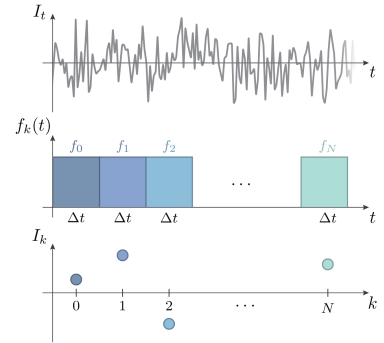 I_t
t
f_k(t)
f_0 f_1 f_2 f_N
...
Δt Δt Δt Δt t
I_k
0 1 2 ... N k